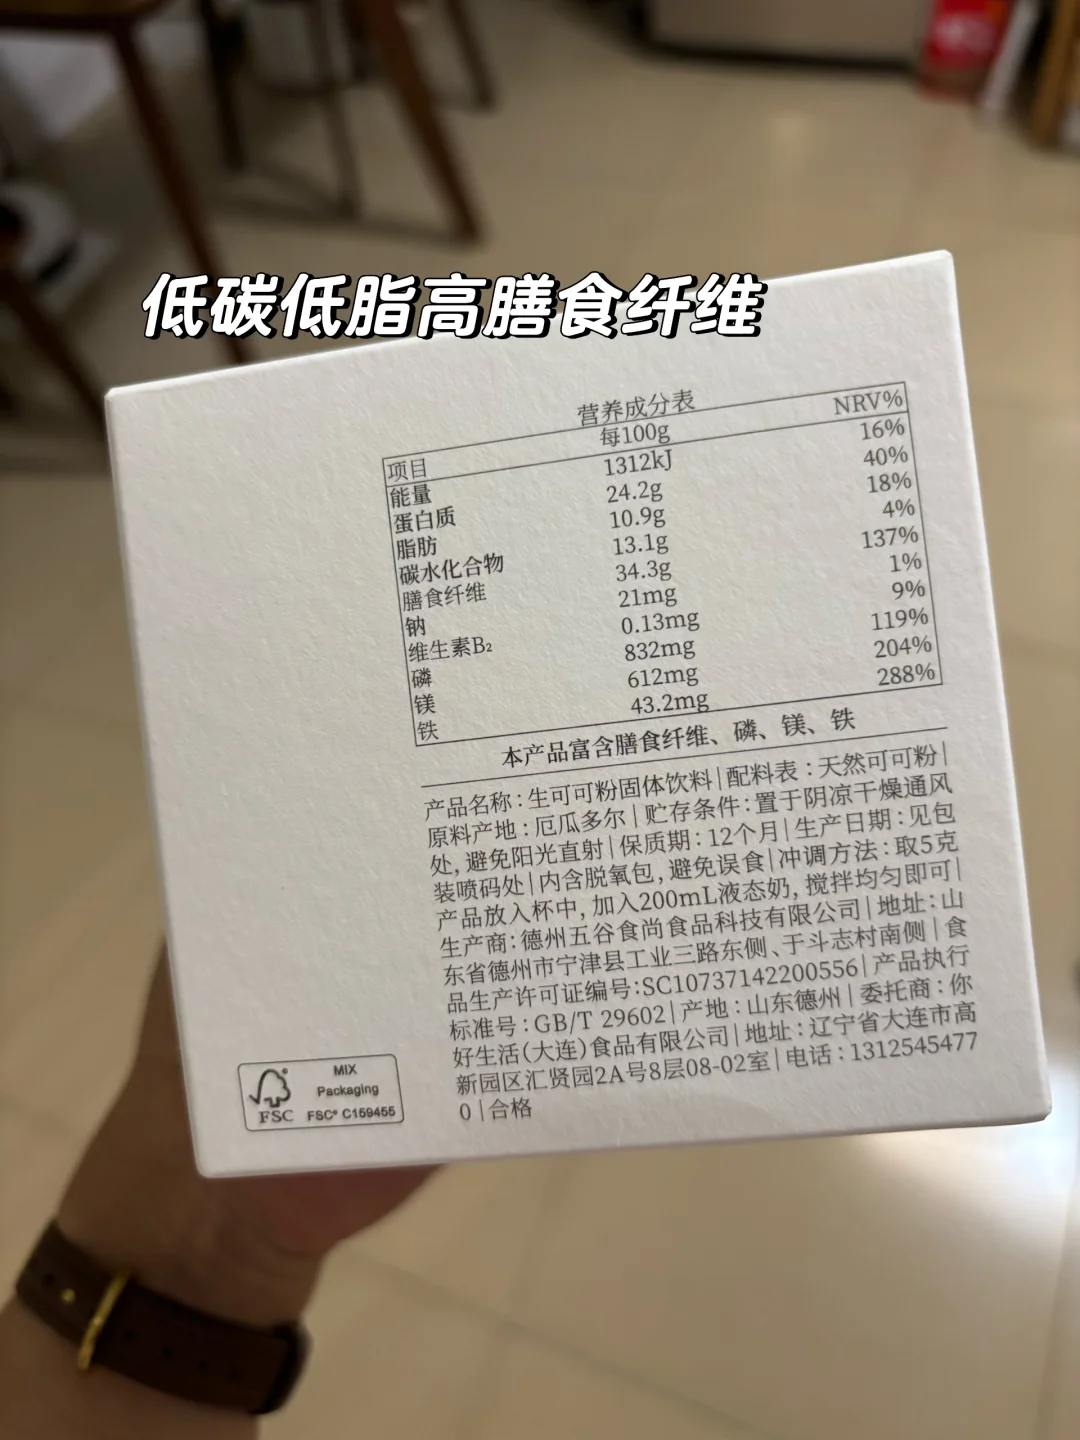 低碳低脂高膳食纤维
营养成分表
项目 每100g NRV%
能量 1312kJ 16%
蛋白质 24.2g 40%
脂肪 10.9g 18%
碳水化合物 13.1g 4%
膳食纤维 34.3g 137%
钠 21mg 1%
维生素B₂ 0.13mg 9%
磷 832mg 119%
镁 612mg 204%
铁 43.2mg 288%
本产品富含膳食纤维、磷、镁、铁
产品名称：生可可粉固体饮料|配料表：天然可可粉|
原料产地：厄瓜多尔|贮存条件：置于阴凉干燥通风
处，避免阳光直射|保质期：12个月|生产日期：见包
装喷码处|内含脱氧包，避免误食|冲调方法：取5克
产品放入杯中，加入200mL液态奶，搅拌均匀即可|
生产商：德州五谷食尚食品科技有限公司|地址：山
东省德州市宁津县工业三路东侧、于斗志村南侧|食
品生产许可证编号：SC10737142200556|产品执行
标准号：GB/T 29602|产地：山东德州|委托商：你
好生活（大连）食品有限公司|地址：辽宁省大连市高
新园区汇贤园2A号8层08-02室|电话：1312545477
0|合格
MIX
Packaging
FSC FSC® C159455